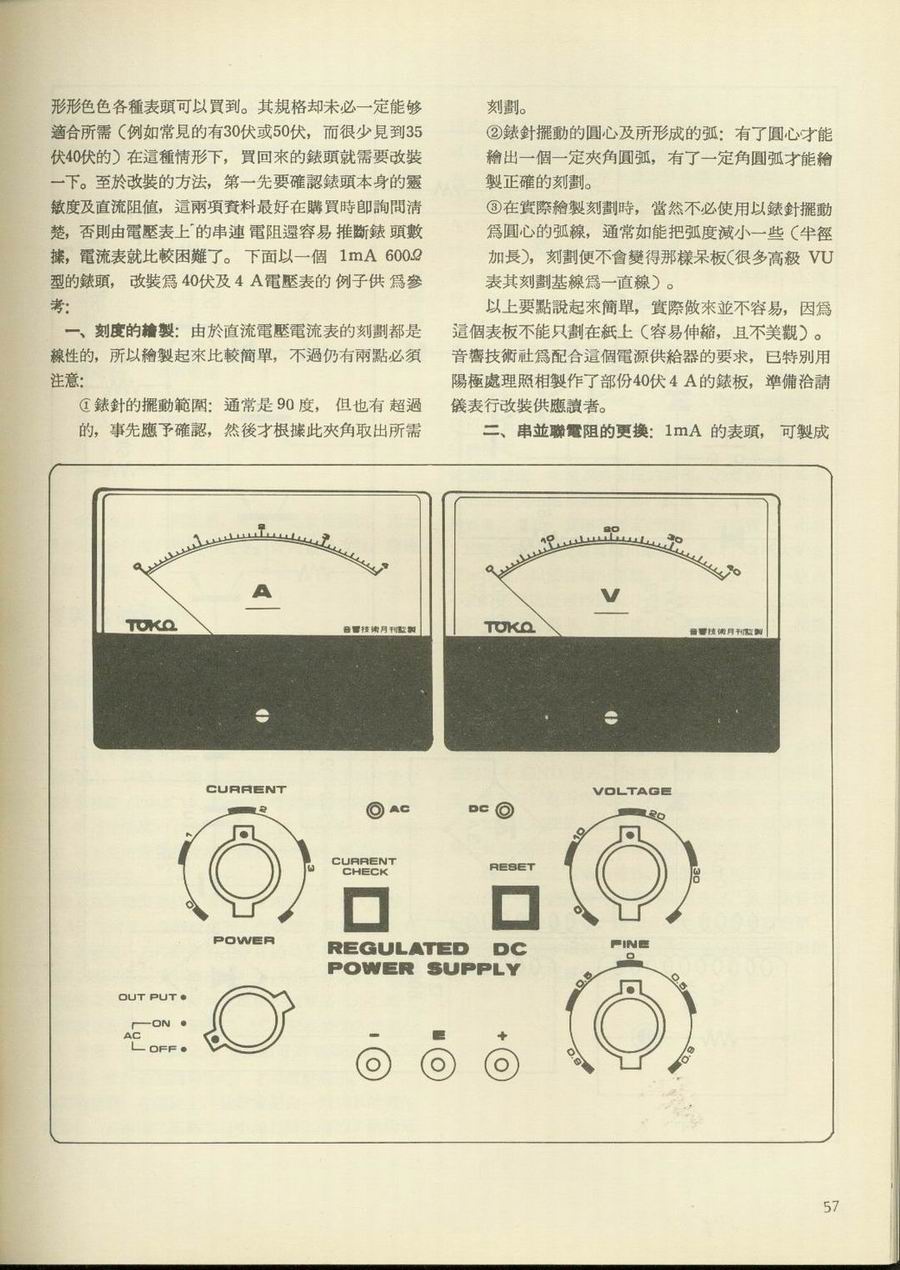 形形色色各種表頭可以買到。其規格却未必一定能够
適合所需（例如常見的有30伏或50伏，而很少見到35
伏40伏的）在這種情形下，買回來的錶頭就需要改裝
一下。至於改裝的方法，第一先要確認錶頭本身的靈
敏度及直流阻值，這兩項資料最好在購買時即詢問清
楚，否則由電壓表上的串連電阻還容易推斷錶頭數
據，電流表就比較困難了。下面以一個 1mA 600Ω
型的錶頭，改裝爲 40伏及 4 A電壓表的例子供爲參
考：
一、刻度的繪製：由於直流電壓電流表的刻劃都是
線性的，所以繪製起來比較簡單，不過仍有兩點必須
注意：
①錶針的擺動範圍：通常是90度，但也有超過
的，事先應予確認，然後才根據此夾角取出所需
刻劃。
②錶針擺動的圓心及所形成的弧：有了圓心才能
繪出一個一定夾角圓弧，有了一定角圓弧才能繪
製正確的刻劃。
③在實際繪製刻劃時，當然不必使用以錶針擺動
爲圓心的弧線，通常如能把弧度減小一些（半徑
加長），刻劃便不會變得那樣呆板（很多高級 VU
表其刻劃基線爲一直線）。
以上要點說起來簡單，實際做來並不容易，因爲
這個表板不能只劃在紙上（容易伸縮，且不美觀）。
音響技術社爲配合這個電源供給器的要求，已特別用
陽極處理照相製作了部份40伏 4 A的錶板，準備洽請
儀表行改裝供應讀者。
二、串並聯電阻的更換：1mA 的表頭，可製成
0 1 2 3 4
A
TOKO
音響技術月刊監製
0 10 20 30 40
V
TOKO
音響技術月刊監製
CURRENT
0 1 2 3
AC
DC
VOLTAGE
0 10 20 30
CURRENT
CHECK
RESET
REGULATED DC
POWER SUPPLY
POWER
OUT PUT
AC
ON
OFF
− E +
FINE
0.9 0.5 0 0.5 0.9
57